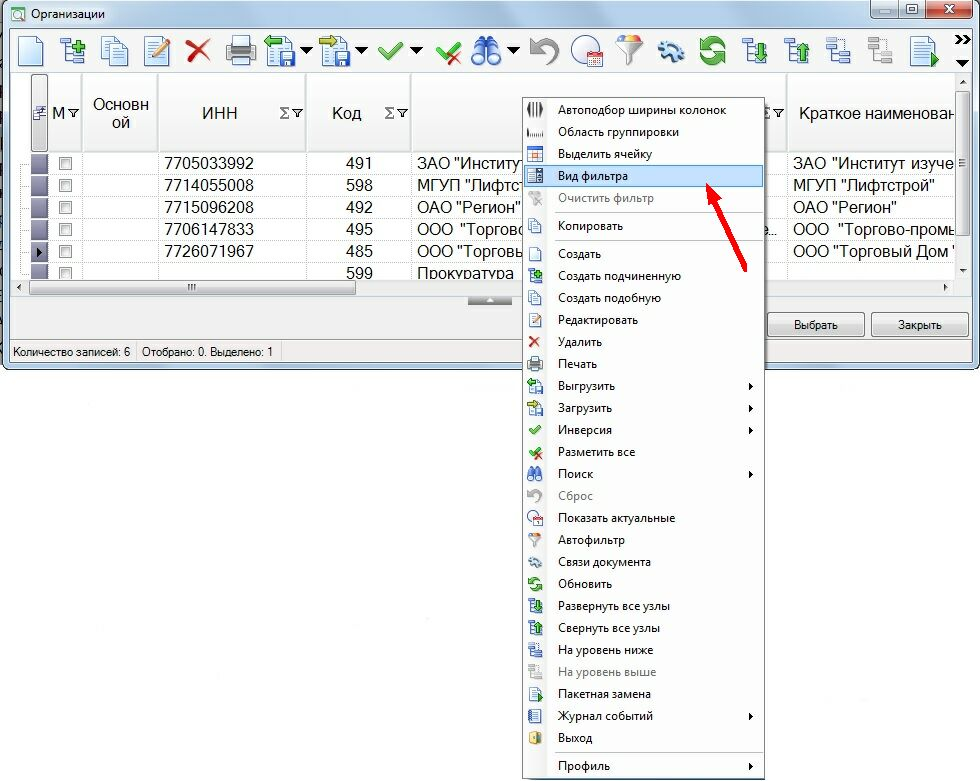 Организации
М
Основн
ой
ИНН Σ
Код Σ
Σ
Краткое наименован
7705033992 491 ЗАО "Институ ЗАО "Институт изуче
7714055008 598 МГУП "Лифтс МГУП "Лифтстрой"
7715096208 492 ОАО "Регион" ОАО "Регион"
7706147833 495 ООО "Торгово е... ООО "Торгово-пром
7726071967 485 ООО "Торговы ООО "Торговый Дом
599 Прокуратура
Выбрать
Закрыть
Количество записей: 6
Отобрано: 0. Выделено: 1
Автоподбор ширины колонок
Область группировки
Выделить ячейку
Вид фильтра
Очистить фильтр
Копировать
Создать
Создать подчиненную
Создать подобную
Редактировать
Удалить
Печать
Выгрузить
Загрузить
Инверсия
Разметить все
Поиск
Сброс
Показать актуальные
Автофильтр
Связи документа
Обновить
Развернуть все узлы
Свернуть все узлы
На уровень ниже
На уровень выше
Пакетная замена
Журнал событий
Выход
Профиль